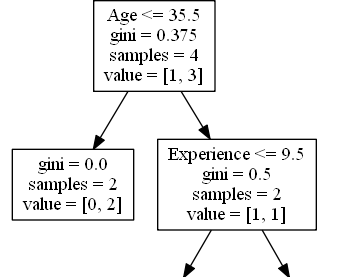 Age <= 35.5
gini = 0.375
samples = 4
value = [1, 3]
gini = 0.0
samples = 2
value = [0, 2]
Experience <= 9.5
gini = 0.5
samples = 2
value = [1, 1]